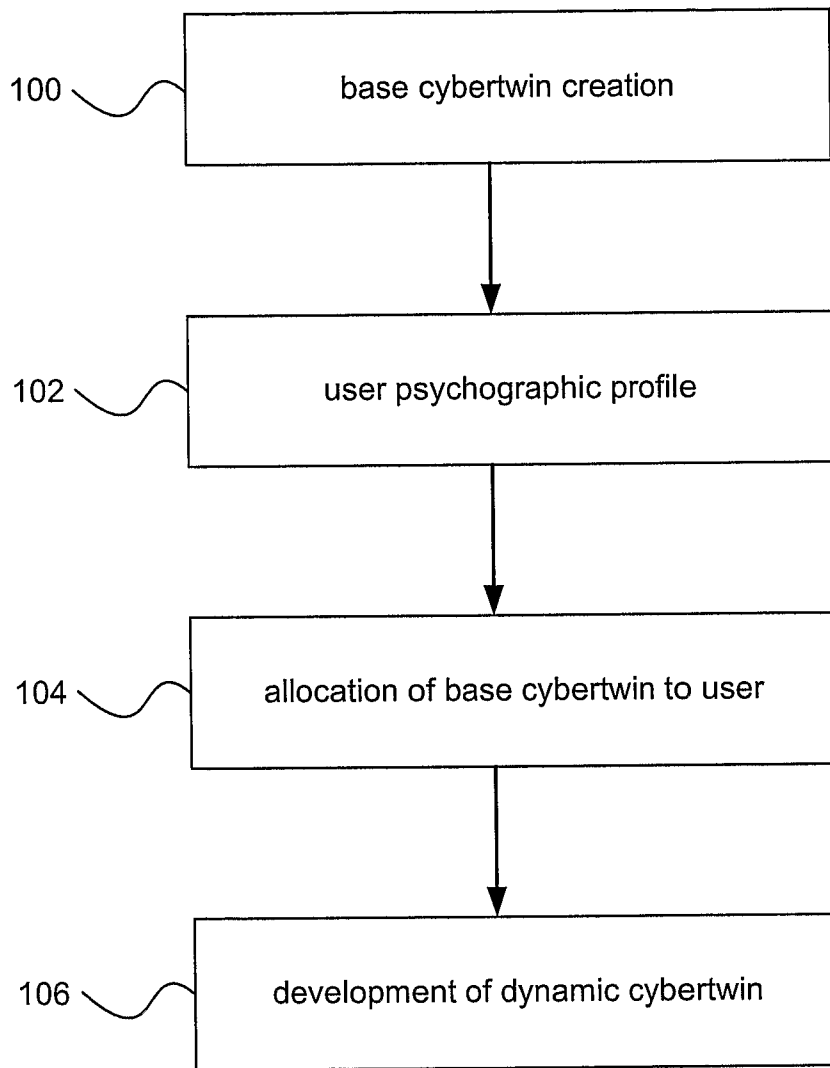 100
base cybertwin creation
102
user psychographic profile
104
allocation of base cybertwin to user
106
development of dynamic cybertwin